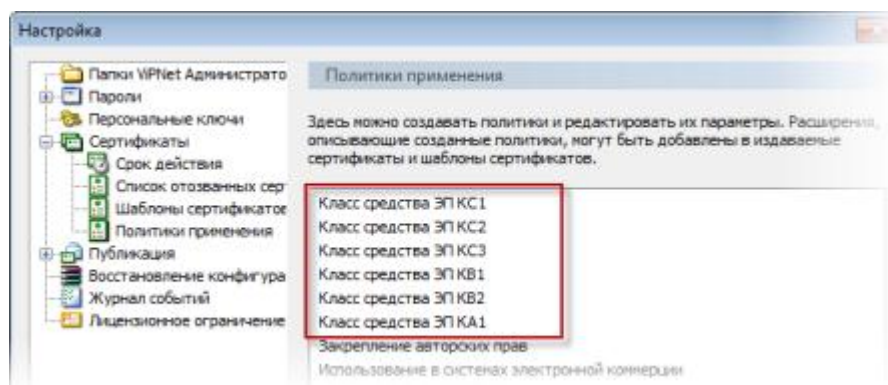 Настройка
Папки ViPNet Администрато
Пароли
Персональные ключи
Сертификаты
Срок действия
Список отозванных сер
Шаблоны сертификатов
Политики применения
Публикация
Восстановление конфигура
Журнал событий
Лицензионное ограничение
Политики применения
Здесь можно создавать политики и редактировать их параметры. Расширения,
описывающие созданные политики, могут быть добавлены в издаваемые
сертификаты и шаблоны сертификатов.
Класс средства ЭП КС1
Класс средства ЭП КС2
Класс средства ЭП КС3
Класс средства ЭП КВ1
Класс средства ЭП КВ2
Класс средства ЭП КА1
Закрепление авторских прав
Использование в системах электронной коммерции